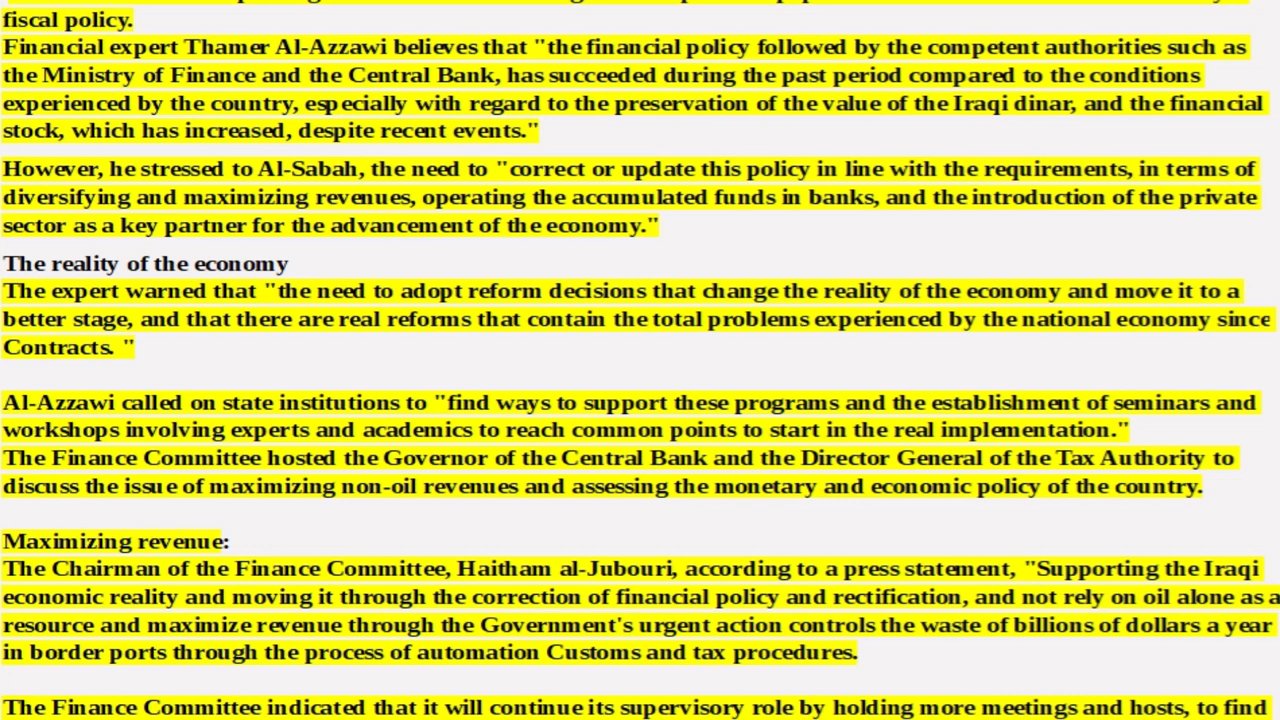 fiscal policy.
Financial expert Thamer Al-Azzawi believes that "the financial policy followed by the competent authorities such as
the Ministry of Finance and the Central Bank, has succeeded during the past period compared to the conditions
experienced by the country, especially with regard to the preservation of the value of the Iraqi dinar, and the financial
stock, which has increased, despite recent events."
However, he stressed to Al-Sabah, the need to "correct or update this policy in line with the requirements, in terms of
diversifying and maximizing revenues, operating the accumulated funds in banks, and the introduction of the private
sector as a key partner for the advancement of the economy."
The reality of the economy
The expert warned that "the need to adopt reform decisions that change the reality of the economy and move it to a
better stage, and that there are real reforms that contain the total problems experienced by the national economy since
Contracts. "
Al-Azzawi called on state institutions to "find ways to support these programs and the establishment of seminars and
workshops involving experts and academics to reach common points to start in the real implementation."
The Finance Committee hosted the Governor of the Central Bank and the Director General of the Tax Authority to
discuss the issue of maximizing non-oil revenues and assessing the monetary and economic policy of the country.
Maximizing revenue:
The Chairman of the Finance Committee, Haitham al-Jubouri, according to a press statement, "Supporting the Iraqi
economic reality and moving it through the correction of financial policy and rectification, and not rely on oil alone as a
resource and maximize revenue through the Government's urgent action controls the waste of billions of dollars a year
in border ports through the process of automation Customs and tax procedures.
The Finance Committee indicated that it will continue its supervisory role by holding more meetings and hosts, to find